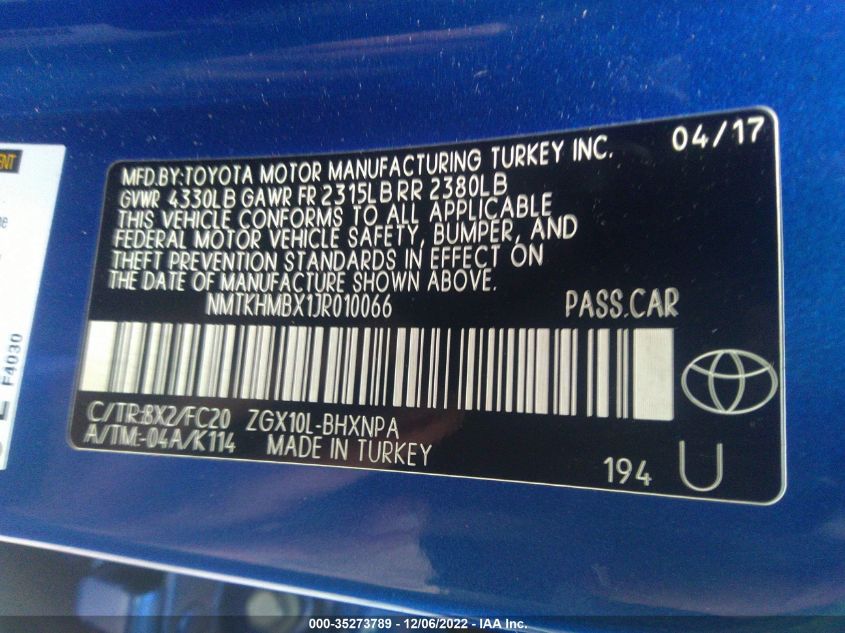 04/17
MFD.BY:TOYOTA MOTOR MANUFACTURING TURKEY INC.
GVWR 4330LB GAWR FR 2315LB RR 2380LB
THIS VEHICLE CONFORMS TO ALL APPLICABLE
FEDERAL MOTOR VEHICLE SAFETY, BUMPER, AND
THEFT PREVENTION STANDARDS IN EFFECT ON
THE DATE OF MANUFACTURE SHOWN ABOVE.
NMTKHMBX1JR010066 PASS.CAR
C/TR:BX2/FC20 ZGX10L-BHXNPA
A/TM:-04A/K114 MADE IN TURKEY
194 U
F4030
000-35273789 - 12/06/2022 - IAA Inc.